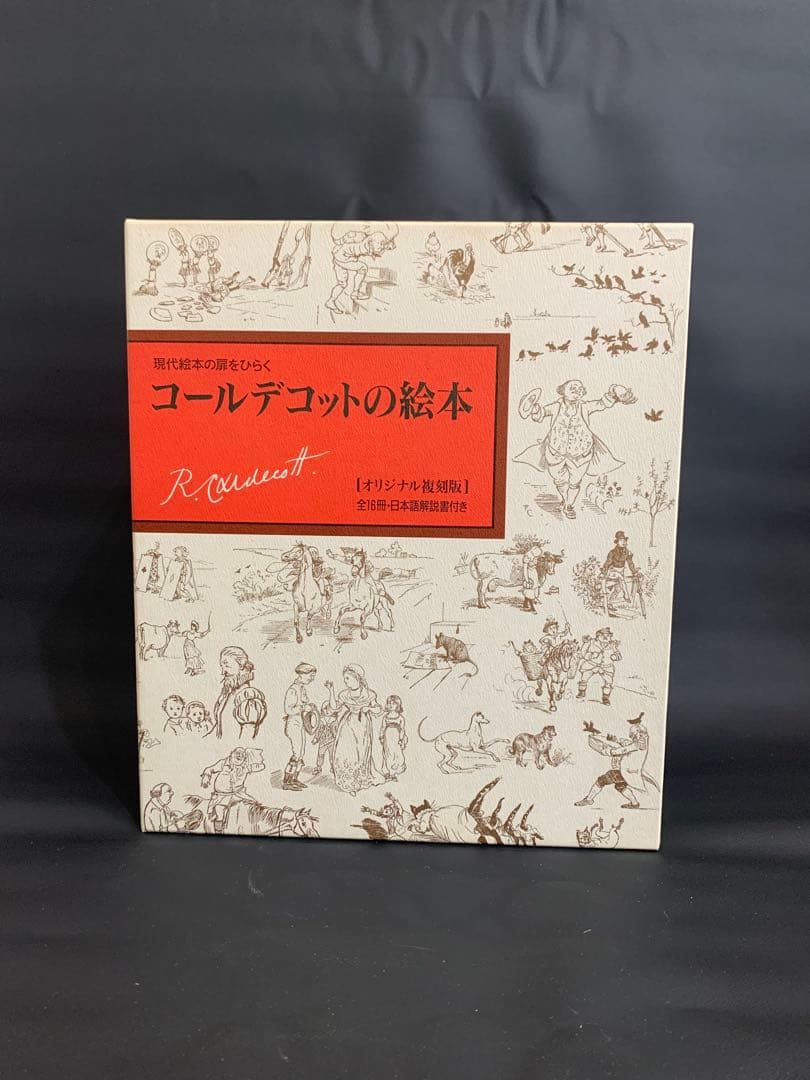 現代絵本の扉をひらく
コールデコットの絵本
R. Caldecott.
[オリジナル複刻版]
全16冊・日本語解説書付き